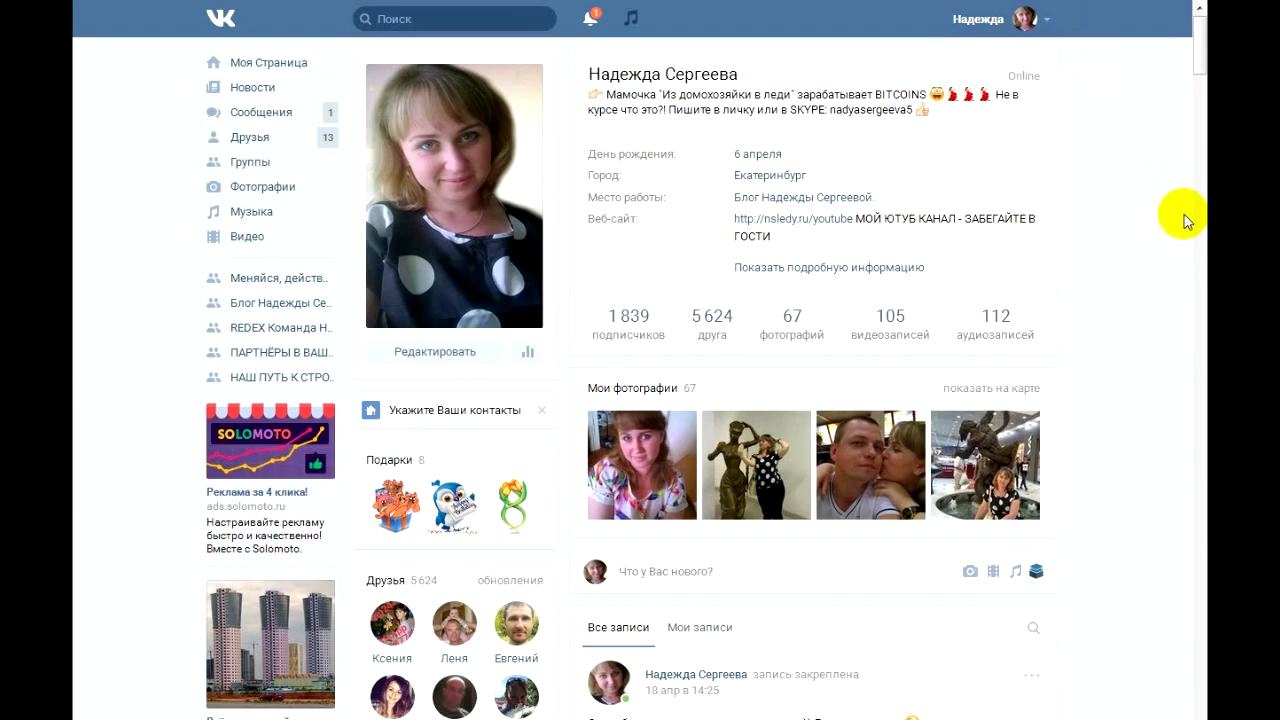 Поиск
1
Надежда
Моя Страница
Новости
Сообщения
1
Друзья
13
Группы
Фотографии
Музыка
Видео
Меняйся, действ..
Блог Надежды Се..
REDEX Команда Н..
ПАРТНЁРЫ В ВАШ..
НАШ ПУТЬ К СТРО..
SOLOMOTO
Реклама за 4 клика!
ads.solomoto.ru
Настраивайте рекламу
быстро и качественно!
Вместе с Solomoto.
Редактировать
Укажите Ваши контакты
Подарки 8
Друзья 5 624 обновления
Ксения
Леня
Евгений
Надежда Сергеева
Online
Мамочка "Из домохозяйки в леди" зарабатывает BITCOINS Не в
курсе что это?! Пишите в личку или в SKYPE: nadyasergeeva5
День рождения: 6 апреля
Город: Екатеринбург
Место работы: Блог Надежды Сергеевой.
Веб-сайт: http://nsledy.ru/youtube МОЙ ЮТУБ КАНАЛ - ЗАБЕГАЙТЕ В
ГОСТИ
Показать подробную информацию
1 839 5 624 67 105 112
подписчиков друга фотографий видеозаписей аудиозаписей
Мои фотографии 67 показать на карте
Что у Вас нового?
Все записи Мои записи
Надежда Сергеева запись закреплена
18 апр в 14:25